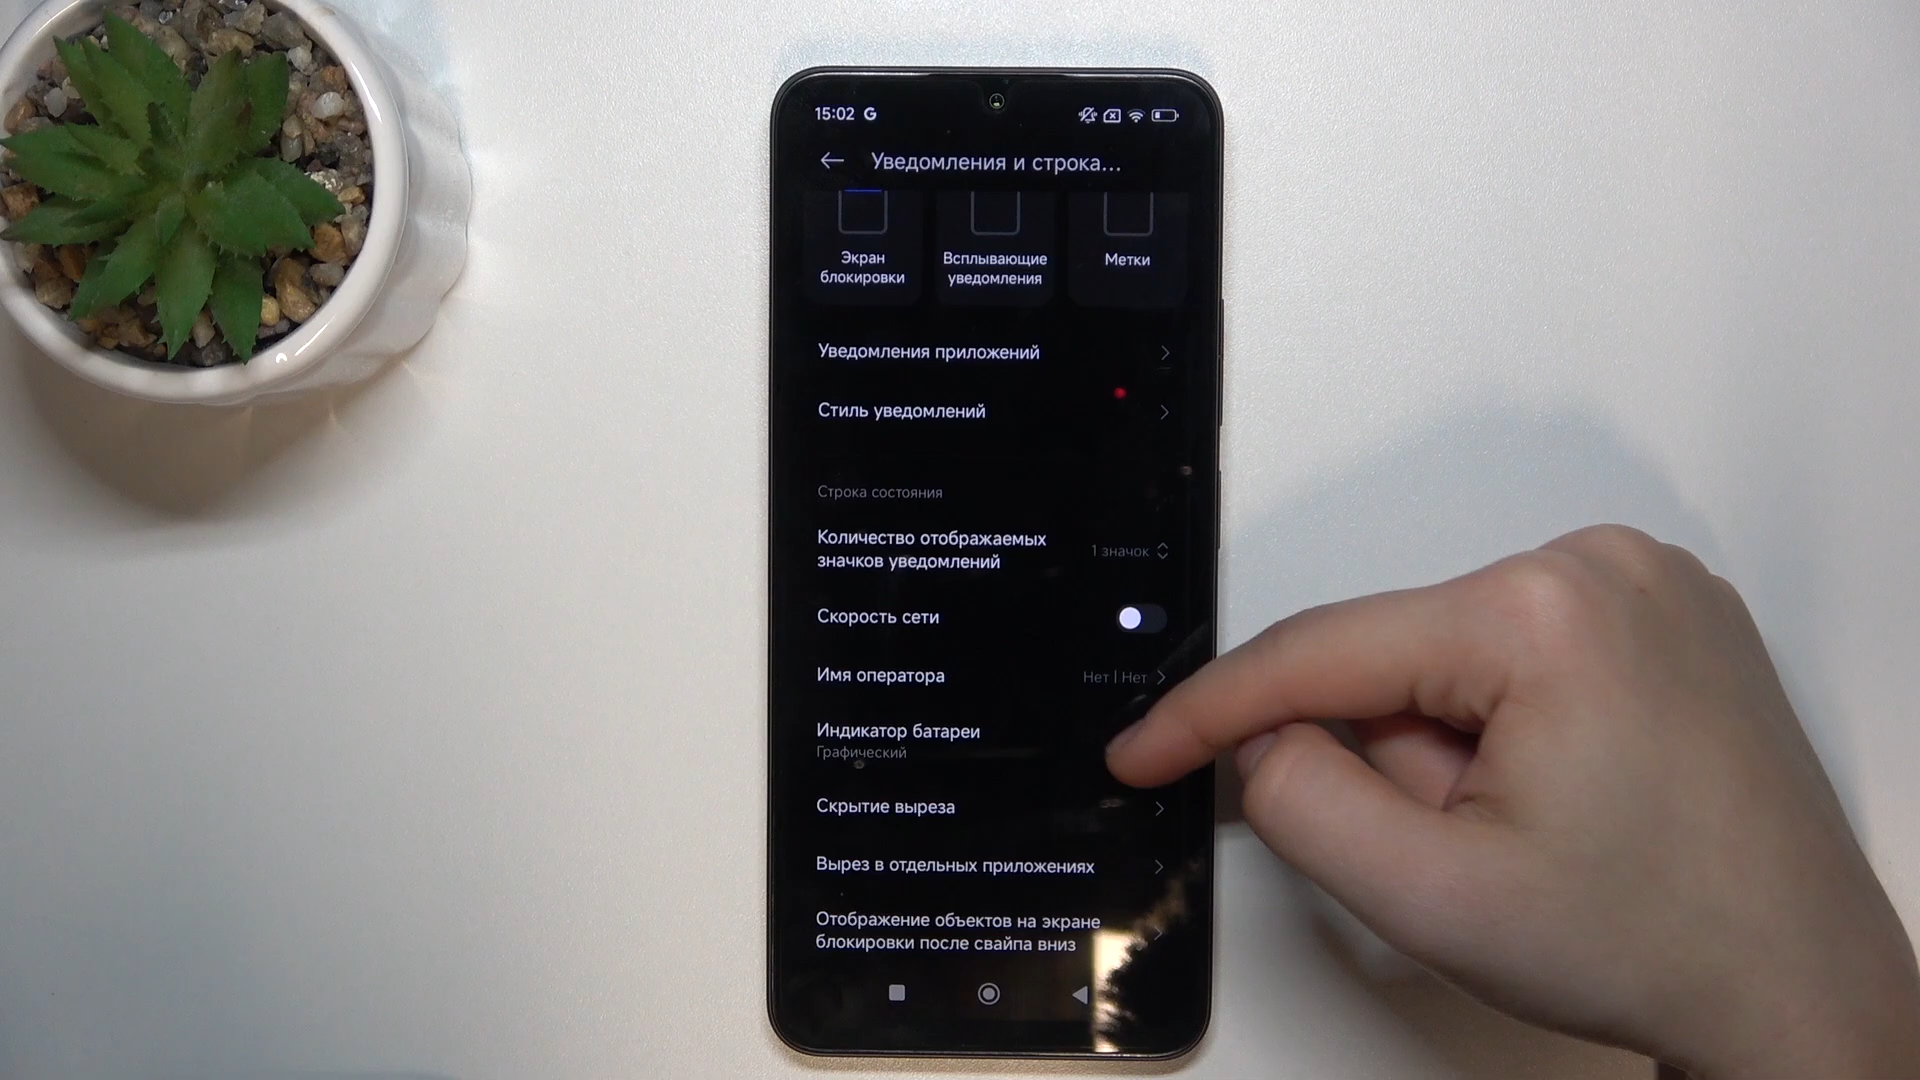 15:02 G
Уведомления и строка...
Экран
блокировки
Всплывающие
уведомления
Метки
Уведомления приложений
Стиль уведомлений
Строка состояния
Количество отображаемых
значков уведомлений
1 значок
Скорость сети
Имя оператора
Нет | Нет
Индикатор батареи
Графический
Скрытие выреза
Вырез в отдельных приложениях
Отображение объектов на экране
блокировки после свайпа вниз